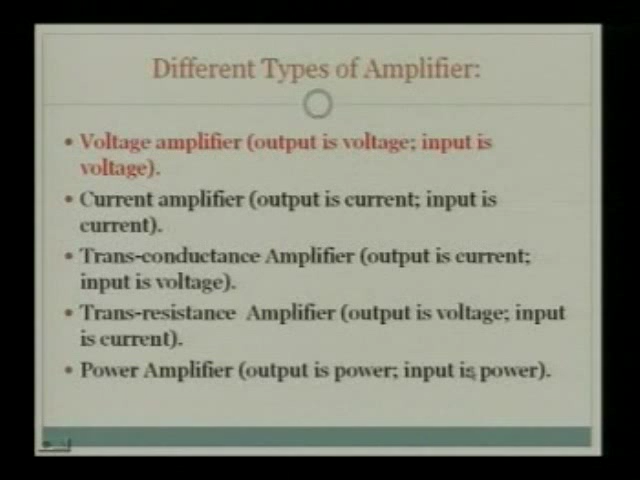 Different Types of Amplifier:
• Voltage amplifier (output is voltage; input is
voltage).
• Current amplifier (output is current; input is
current).
• Trans-conductance Amplifier (output is current;
input is voltage).
• Trans-resistance Amplifier (output is voltage; input
is current).
• Power Amplifier (output is power; input is power).